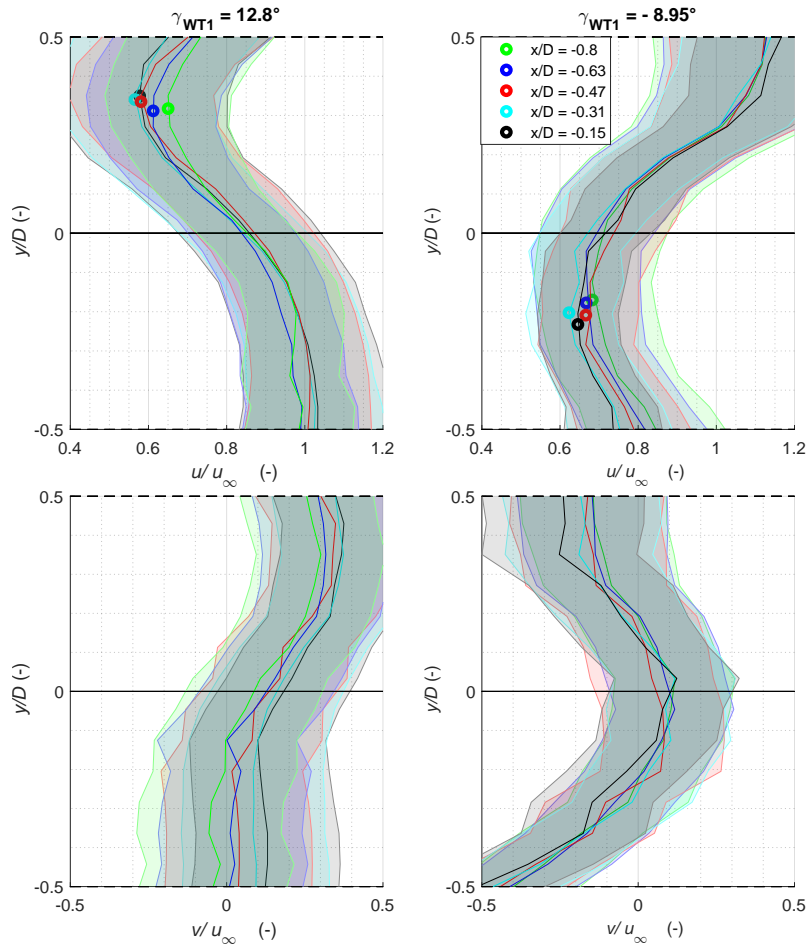 γWT1 = 12.8°
γWT1 = - 8.95°
0.5
0
-0.5
y/D (-)
0.4 0.6 0.8 1 1.2
u/u∞ (-)
0.5
0
-0.5
y/D (-)
x/D = -0.8
x/D = -0.63
x/D = -0.47
x/D = -0.31
x/D = -0.15
0.4 0.6 0.8 1 1.2
u/u∞ (-)
0.5
0
-0.5
y/D (-)
-0.5 0 0.5
v/u∞ (-)
0.5
0
-0.5
y/D (-)
-0.5 0 0.5
v/u∞ (-)